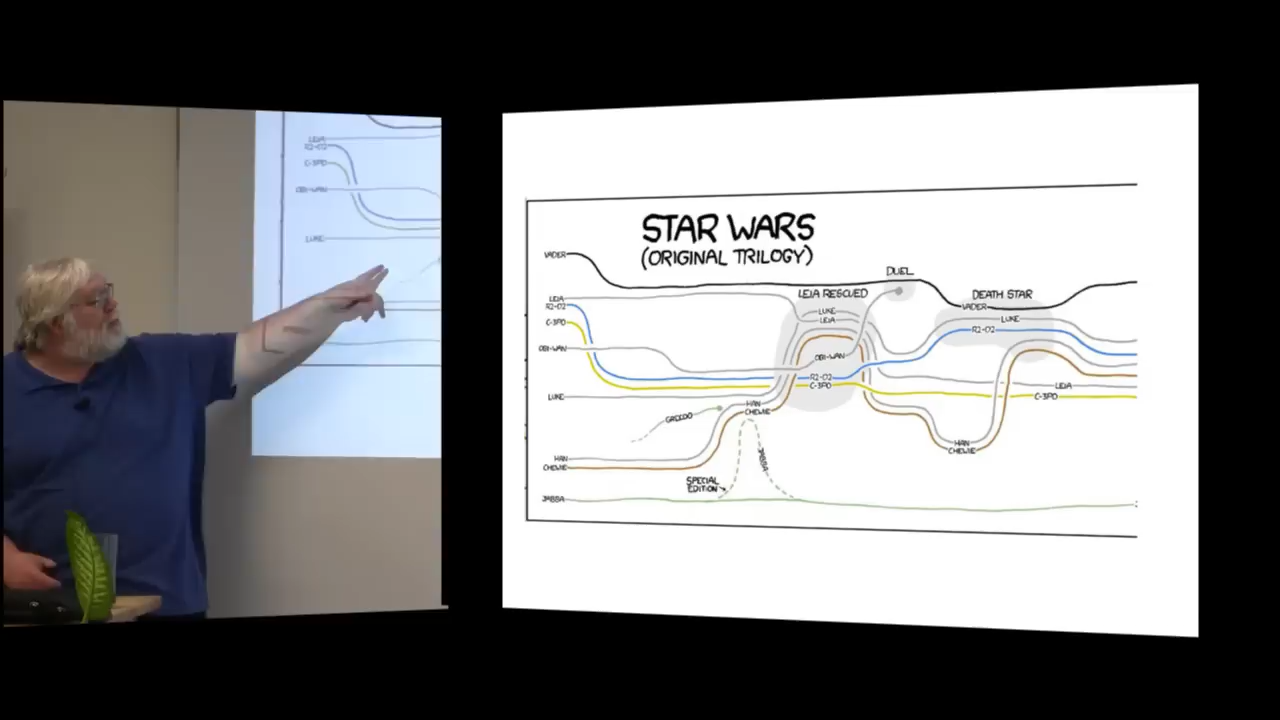 LEIA
R2-D2
C-3PO
OBI-WAN
LUKE
STAR WARS
(ORIGINAL TRILOGY)
VADER
DUEL
LEIA RESCUED
DEATH STAR
LEIA
R2-D2
VADER
LUKE
LUKE
LEIA
C-3PO
R2-D2
OBI-WAN
OBI-WAN
R2-D2
C-3PO
LEIA
C-3PO
LUKE
HAN
CHEWIE
GREEDO
HAN
CHEWIE
HAN
CHEWIE
JABBA
SPECIAL
EDITION
JABBA